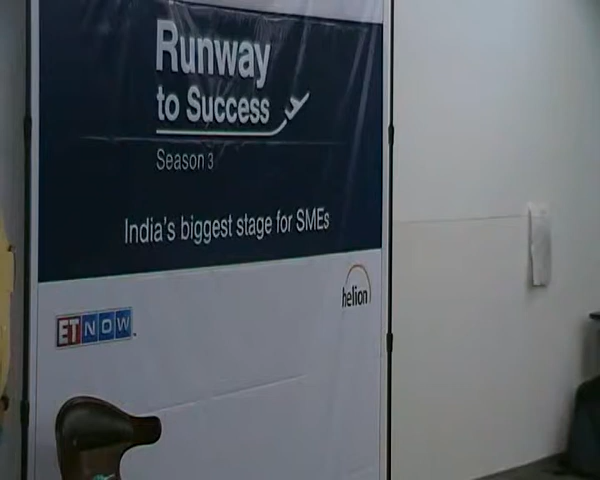 Runway
to Success
Season 3
India's biggest stage for SMEs
helion
ET NOW